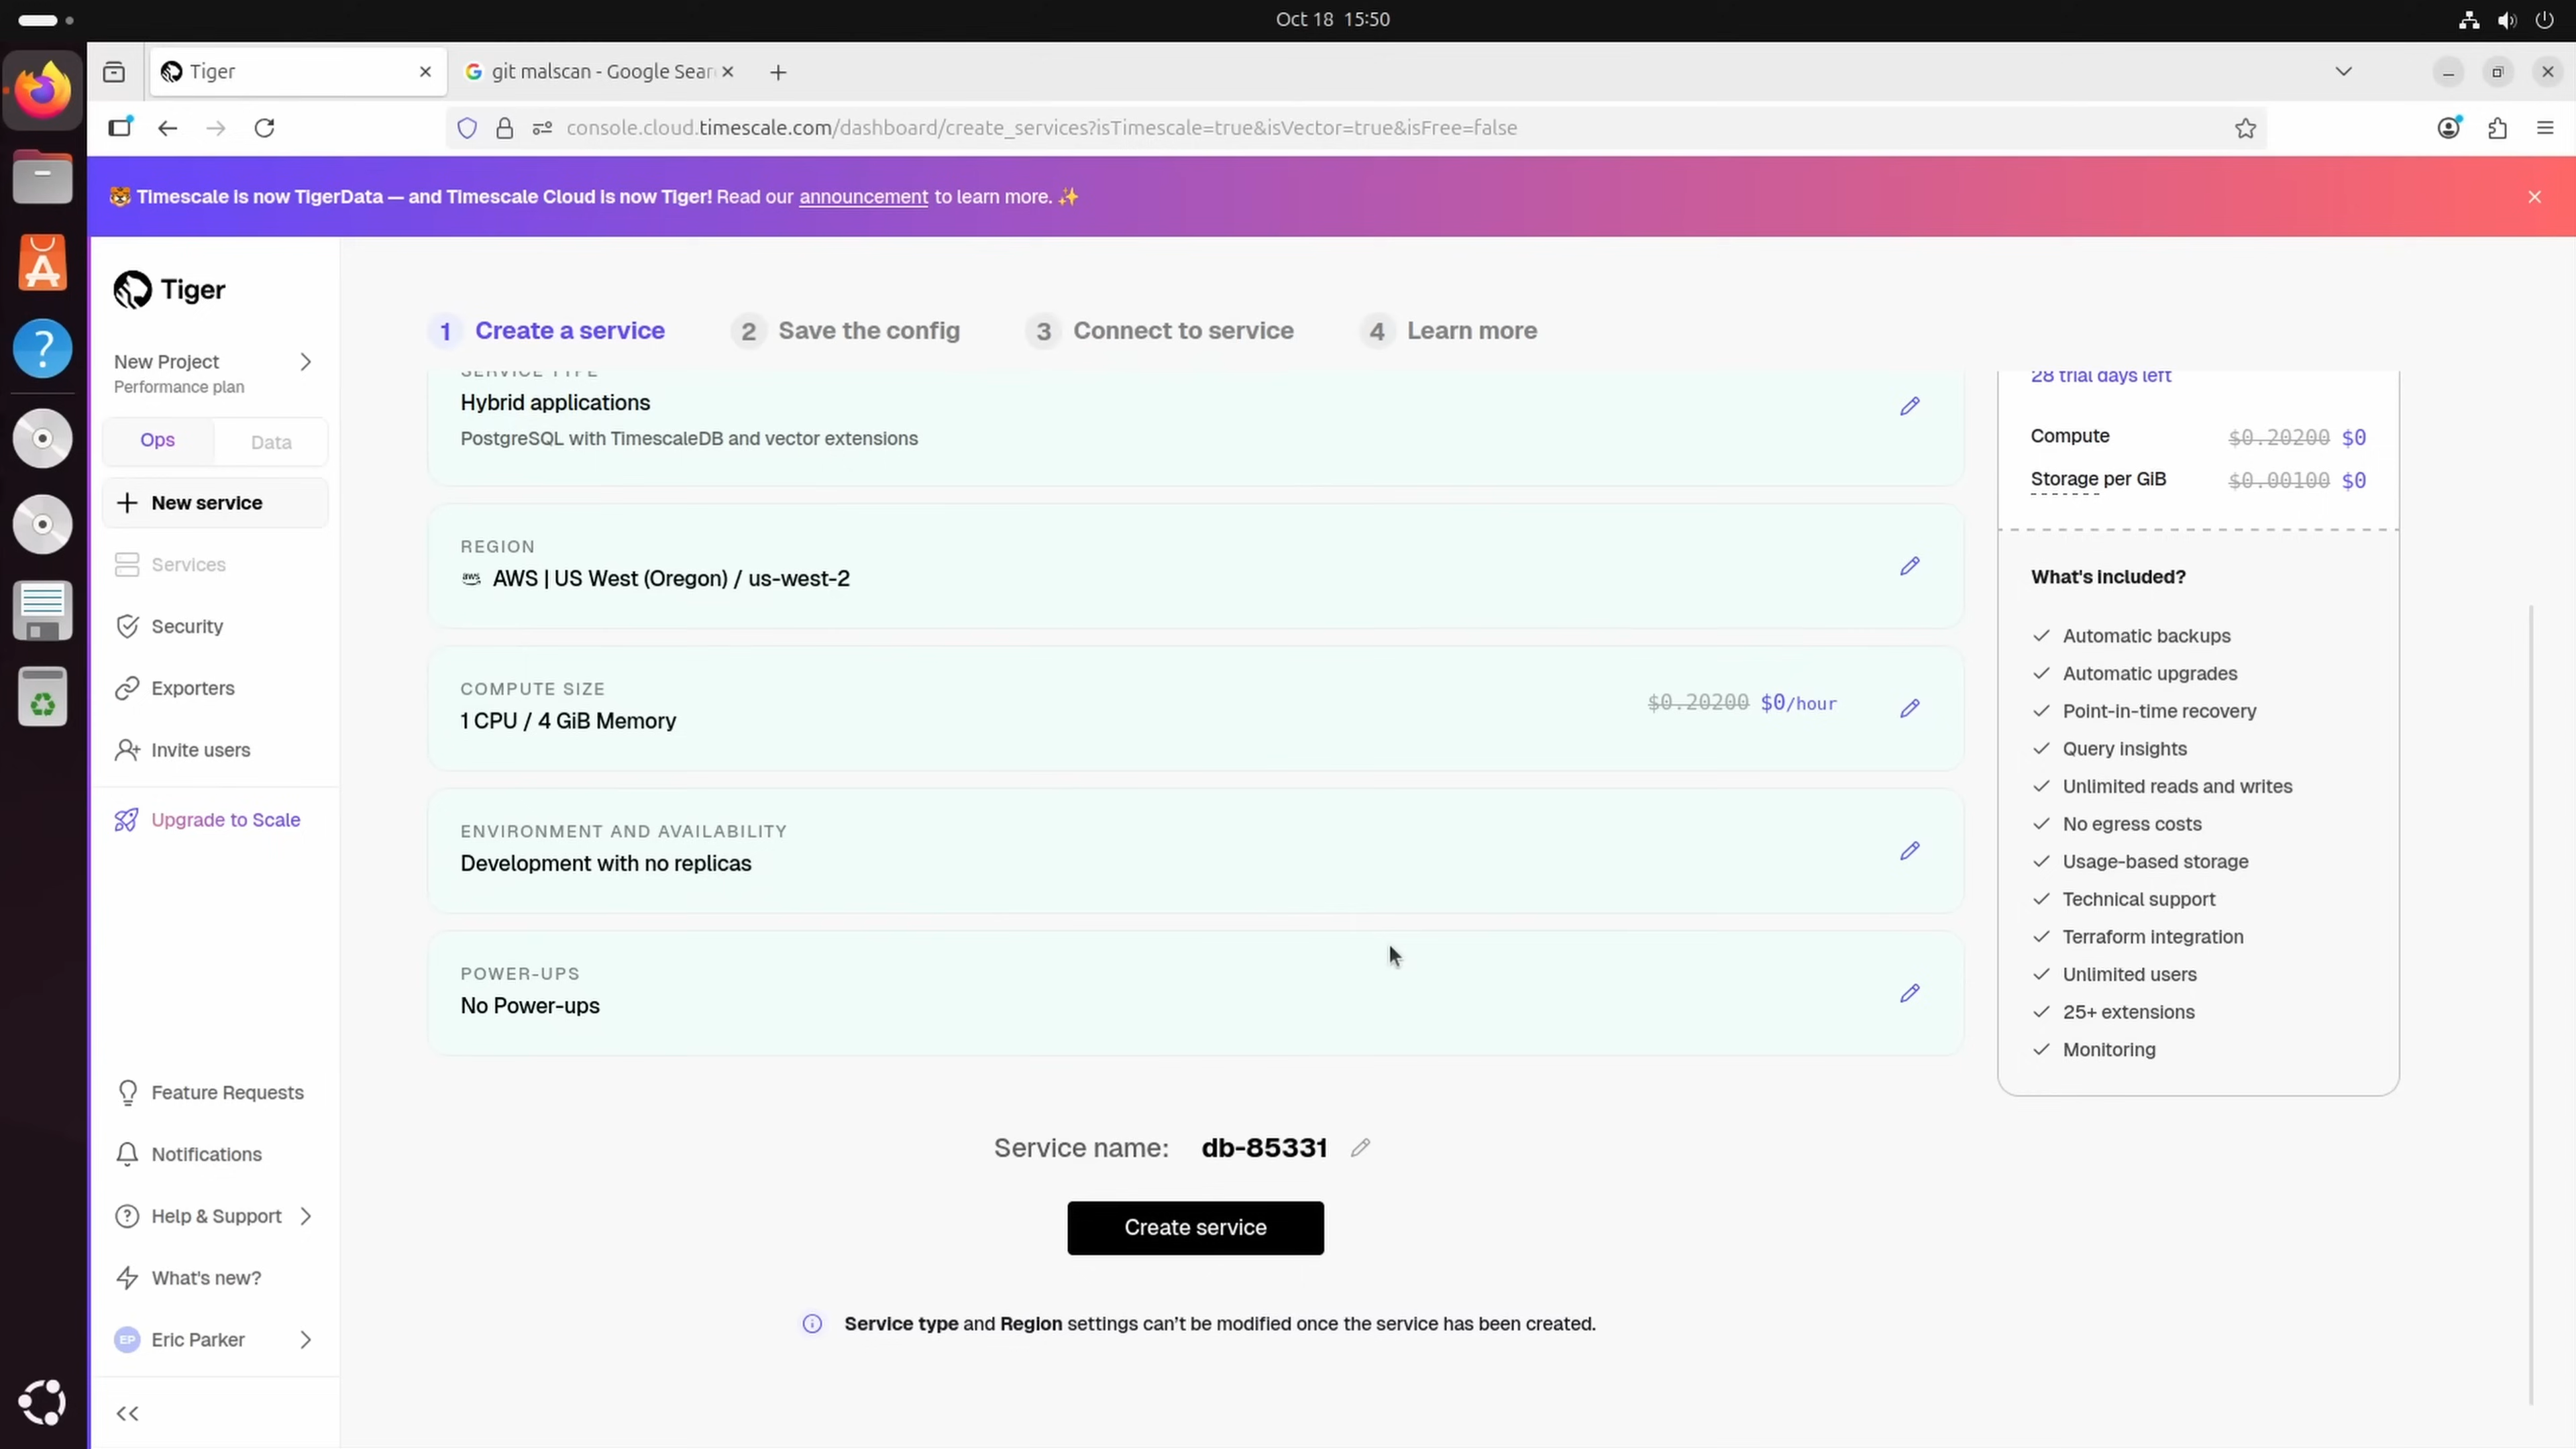 Oct 18 15:50
Tiger
git malscan - Google Sear
console.cloud.timescale.com/dashboard/create_services?isTimescale=true&isVector=true&isFree=false
🐯 Timescale is now TigerData — and Timescale Cloud is now Tiger! Read our announcement to learn more. ✨
Tiger
New Project
Performance plan
Ops
Data
New service
Services
Security
Exporters
Invite users
Upgrade to Scale
Feature Requests
Notifications
Help & Support
What's new?
EP
Eric Parker
1 Create a service
2 Save the config
3 Connect to service
4 Learn more
SERVICE TYPE
Hybrid applications
PostgreSQL with TimescaleDB and vector extensions
REGION
aws AWS | US West (Oregon) / us-west-2
COMPUTE SIZE
1 CPU / 4 GiB Memory
$0.20200 $0/hour
ENVIRONMENT AND AVAILABILITY
Development with no replicas
POWER-UPS
No Power-ups
Service name: db-85331
Create service
Service type and Region settings can't be modified once the service has been created.
28 trial days left
Compute $0.20200 $0
Storage per GiB $0.00100 $0
What's included?
Automatic backups
Automatic upgrades
Point-in-time recovery
Query insights
Unlimited reads and writes
No egress costs
Usage-based storage
Technical support
Terraform integration
Unlimited users
25+ extensions
Monitoring